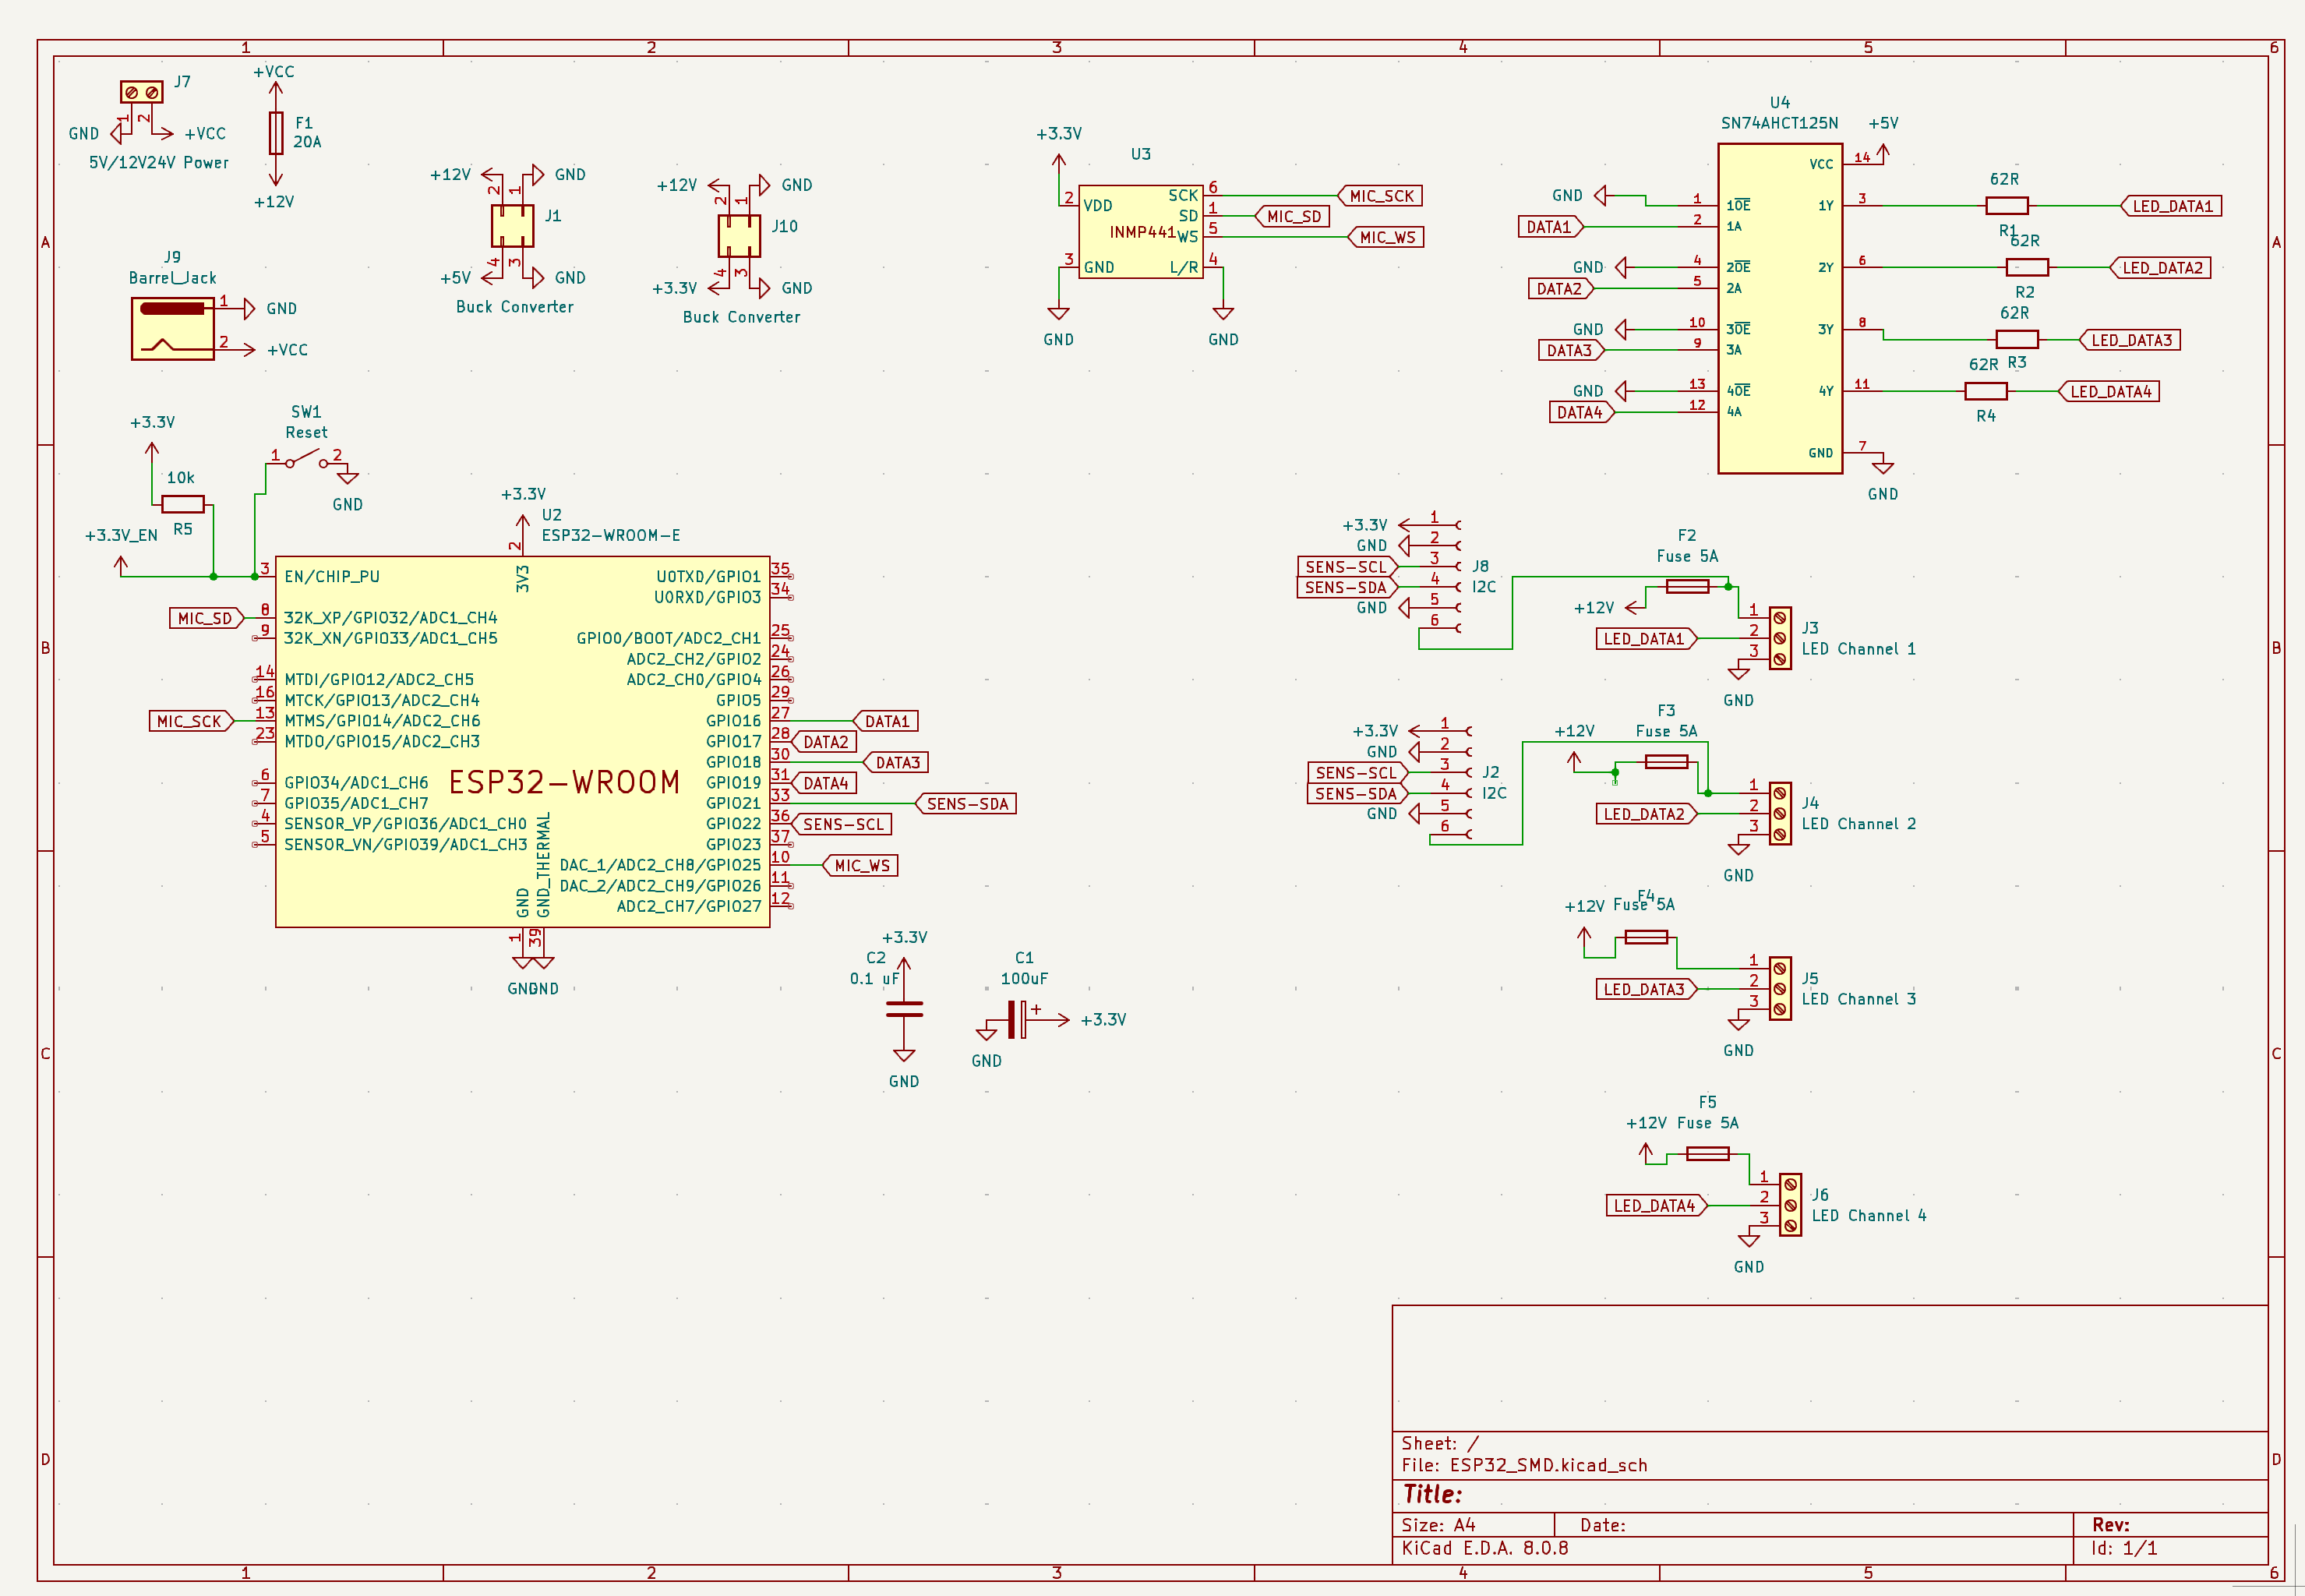 1 2 3 4 5 6
A
B
C
D
J7
1 2
GND
+VCC
5V/12V24V Power
+VCC
F1
20A
+12V
J9
Barrel_Jack
1
GND
2
+VCC
+12V
2 1
GND
J1
4 3
+5V
GND
Buck Converter
+12V
2 1
GND
J10
4 3
+3.3V
GND
Buck Converter
+3.3V
U3
2 VDD
3 GND
INMP441
SCK 6
SD 1
WS 5
L/R 4
MIC_SCK
MIC_SD
MIC_WS
GND
GND
U4
SN74AHCT125N
+5V
VCC 14
GND
1 1OE
DATA1
2 1A
GND
4 2OE
DATA2
5 2A
GND
10 3OE
DATA3
9 3A
GND
13 4OE
DATA4
12 4A
1Y 3
2Y 6
3Y 8
4Y 11
GND 7
GND
62R
R1
LED_DATA1
62R
R2
LED_DATA2
62R
R3
LED_DATA3
62R
R4
LED_DATA4
+3.3V
10k
R5
+3.3V_EN
SW1
Reset
1 2
GND
+3.3V
2
U2
ESP32-WROOM-E
3V3
3 EN/CHIP_PU
MIC_SD
8 32K_XP/GPIO32/ADC1_CH4
9 32K_XN/GPIO33/ADC1_CH5
14 MTDI/GPIO12/ADC2_CH5
16 MTCK/GPIO13/ADC2_CH4
MIC_SCK
13 MTMS/GPIO14/ADC2_CH6
23 MTDO/GPIO15/ADC2_CH3
6 GPIO34/ADC1_CH6
7 GPIO35/ADC1_CH7
4 SENSOR_VP/GPIO36/ADC1_CH0
5 SENSOR_VN/GPIO39/ADC1_CH3
ESP32-WROOM
U0TXD/GPIO1 35
U0RXD/GPIO3 34
GPIO0/BOOT/ADC2_CH1 25
ADC2_CH2/GPIO2 24
ADC2_CH0/GPIO4 26
GPIO5 29
GPIO16 27
DATA1
GPIO17 28
DATA2
GPIO18 30
DATA3
GPIO19 31
DATA4
GPIO21 33
SENS-SDA
GPIO22 36
SENS-SCL
GPIO23 37
DAC_1/ADC2_CH8/GPIO25 10
MIC_WS
DAC_2/ADC2_CH9/GPIO26 11
ADC2_CH7/GPIO27 12
GND
GND_THERMAL
1 39
GND GND
+3.3V
C2
0.1 uF
GND
C1
100uF
+
+3.3V
GND
+3.3V 1
GND 2
SENS-SCL 3
SENS-SDA 4
GND 5
6
J8
I2C
F2
Fuse 5A
+12V
1
LED_DATA1 2
3
GND
J3
LED Channel 1
+3.3V 1
GND 2
SENS-SCL 3
SENS-SDA 4
GND 5
6
J2
I2C
F3
+12V
Fuse 5A
1
LED_DATA2 2
3
GND
J4
LED Channel 2
F4
+12V
Fuse 5A
1
LED_DATA3 2
3
GND
J5
LED Channel 3
F5
+12V
Fuse 5A
1
LED_DATA4 2
3
GND
J6
LED Channel 4
Sheet: /
File: ESP32_SMD.kicad_sch
Title:
Size: A4
Date:
Rev:
KiCad E.D.A. 8.0.8
Id: 1/1
A
B
C
D
1 2 3 4 5 6